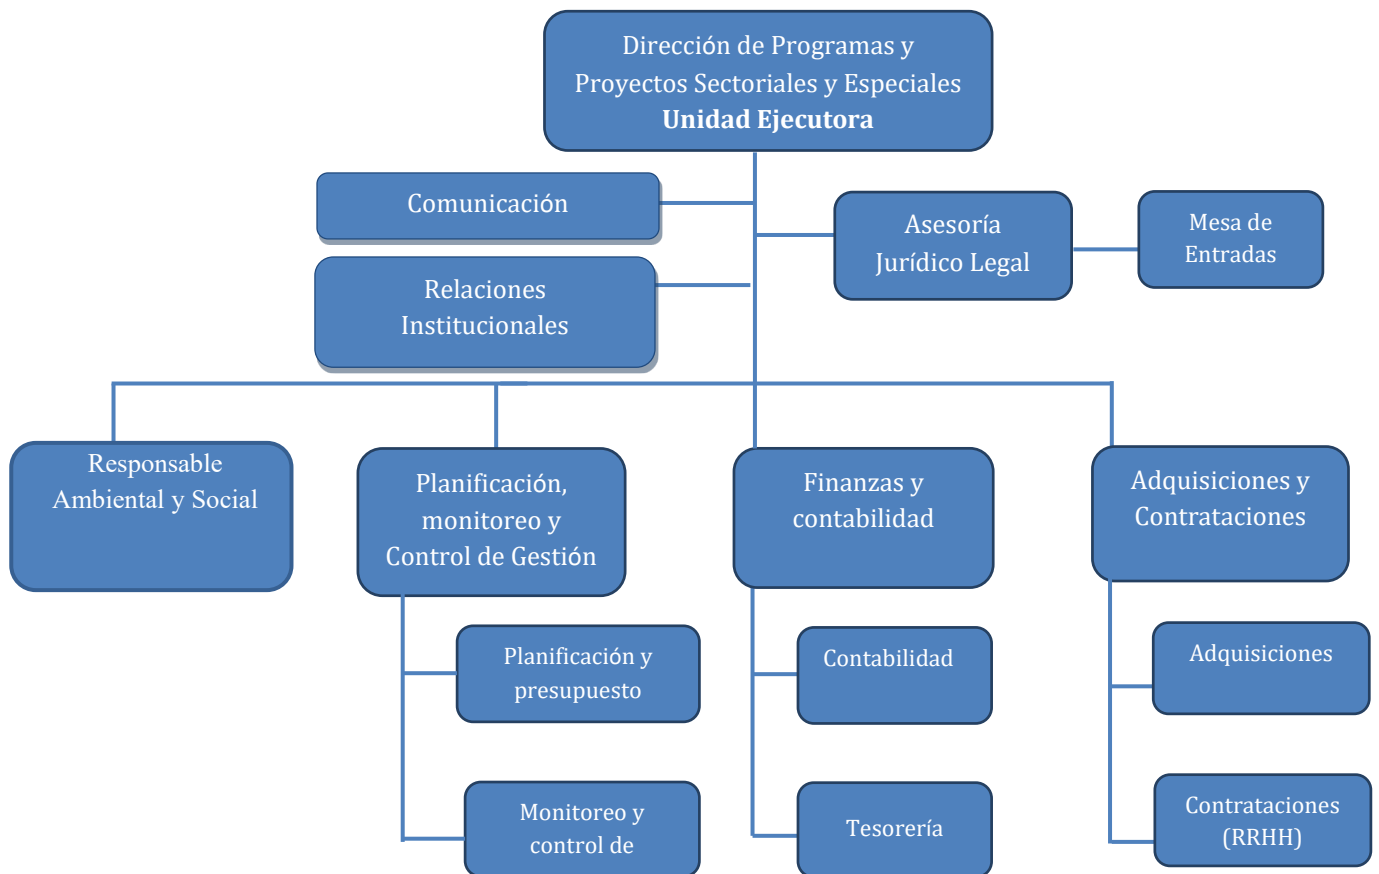 Dirección de Programas y
Proyectos Sectoriales y Especiales
Unidad Ejecutora
Comunicación
Asesoría
Jurídico Legal
Mesa de
Entradas
Relaciones
Institucionales
Responsable
Ambiental y Social
Planificación,
monitoreo y
Control de Gestión
Finanzas y
contabilidad
Adquisiciones y
Contrataciones
Planificación y
presupuesto
Contabilidad
Adquisiciones
Monitoreo y
control de
Tesorería
Contrataciones
(RRHH)